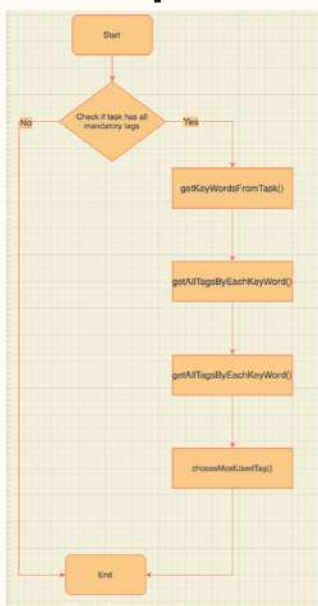 Start
Check if task has all
mandatory tags
No
Yes
getKeyWordsFromTask()
getAllTagsByEachKeyWord()
getAllTagsByEachKeyWord()
chooseMostUsedTag()
End